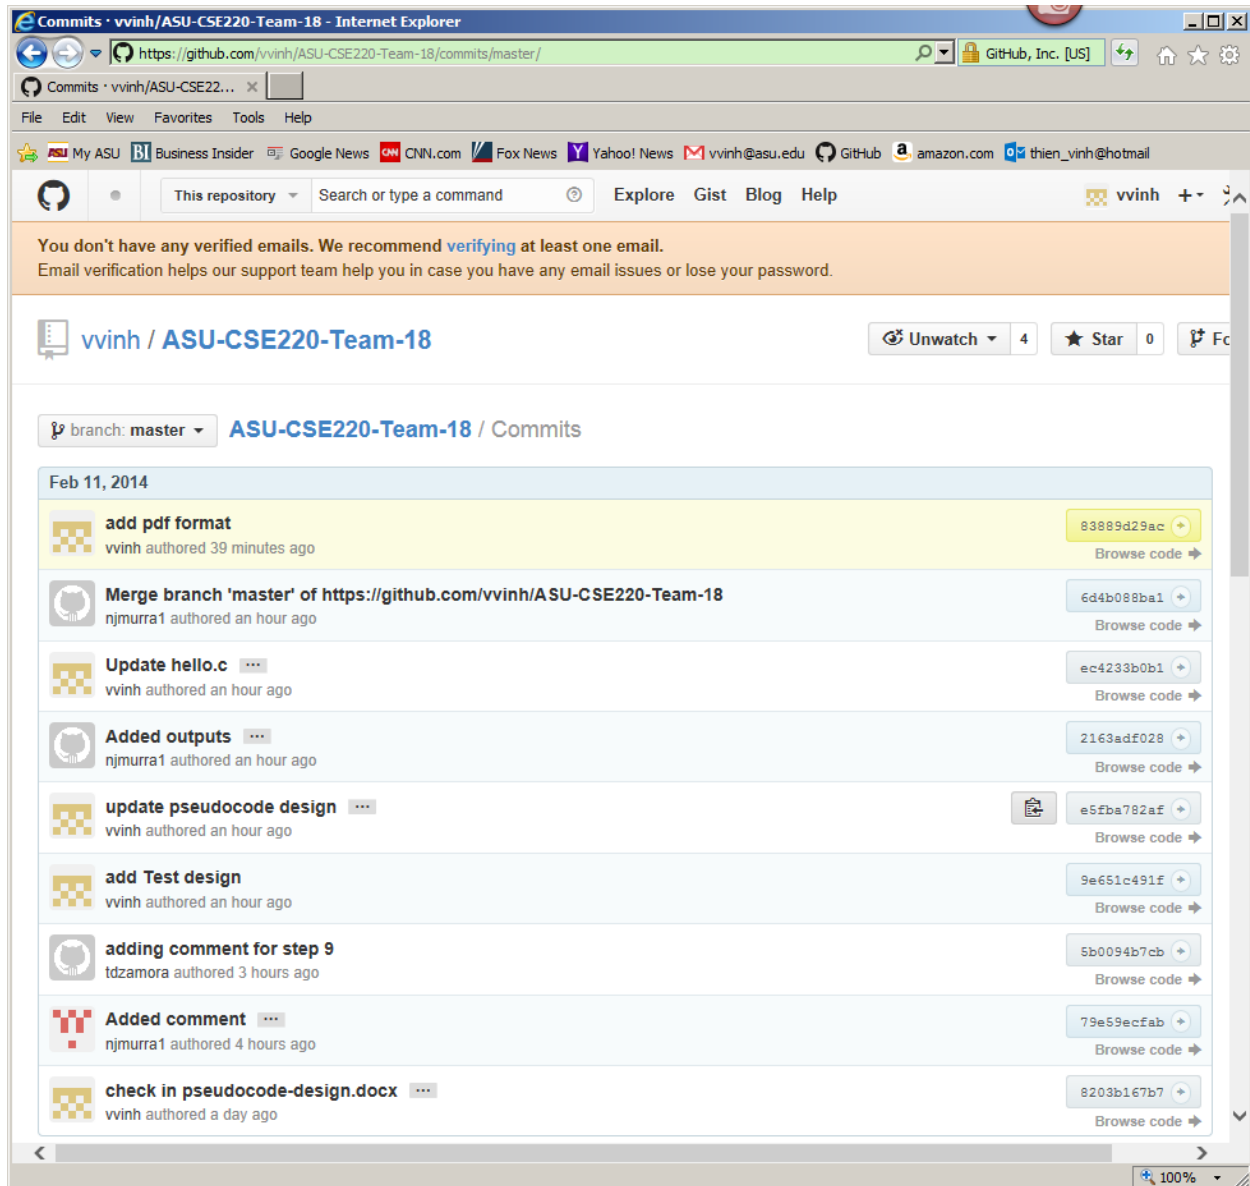 Commits · vvinh/ASU-CSE220-Team-18 - Internet Explorer
https://github.com/vvinh/ASU-CSE220-Team-18/commits/master/ GitHub, Inc. [US]
Commits · vvinh/ASU-CSE22...
File Edit View Favorites Tools Help
My ASU Business Insider Google News CNN.com Fox News Yahoo! News vvinh@asu.edu GitHub amazon.com thien_vinh@hotmail
This repository Search or type a command Explore Gist Blog Help vvinh
You don't have any verified emails. We recommend verifying at least one email.
Email verification helps our support team help you in case you have any email issues or lose your password.
vvinh / ASU-CSE220-Team-18 Unwatch 4 Star 0 Fo
branch: master ASU-CSE220-Team-18 / Commits
Feb 11, 2014
add pdf format 83889d29ac
vvinh authored 39 minutes ago Browse code
Merge branch 'master' of https://github.com/vvinh/ASU-CSE220-Team-18 6d4b088ba1
njmurra1 authored an hour ago Browse code
Update hello.c ... ec4233b0b1
vvinh authored an hour ago Browse code
Added outputs ... 2163adf028
njmurra1 authored an hour ago Browse code
update pseudocode design ... e5fba782af
vvinh authored an hour ago Browse code
add Test design 9e651c491f
vvinh authored an hour ago Browse code
adding comment for step 9 5b0094b7cb
tdzamora authored 3 hours ago Browse code
Added comment ... 79e59ecfab
njmurra1 authored 4 hours ago Browse code
check in pseudocode-design.docx ... 8203b167b7
vvinh authored a day ago Browse code
100%